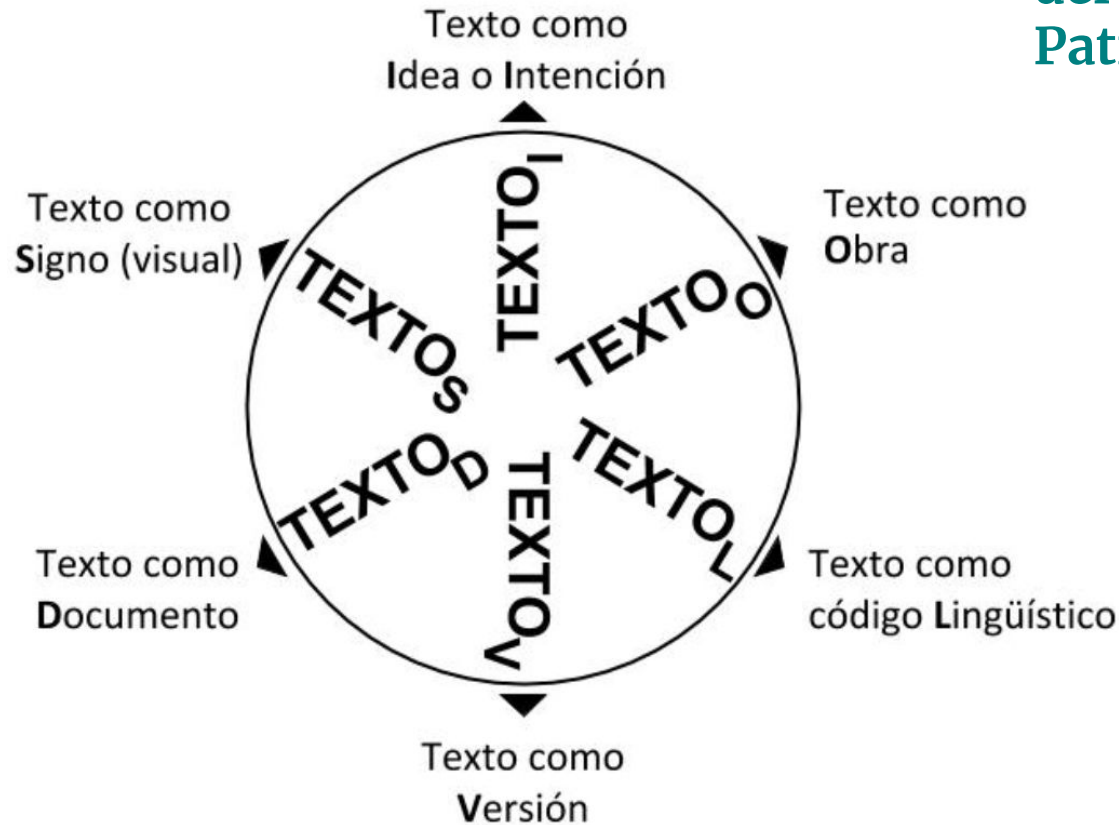 Texto como
Idea o Intención
Texto como
Obra
Texto como
código Lingüístico
Texto como
Versión
Texto como
Documento
Texto como
Signo (visual)
TEXTOI
TEXTOO
TEXTOL
TEXTOV
TEXTOD
TEXTOS